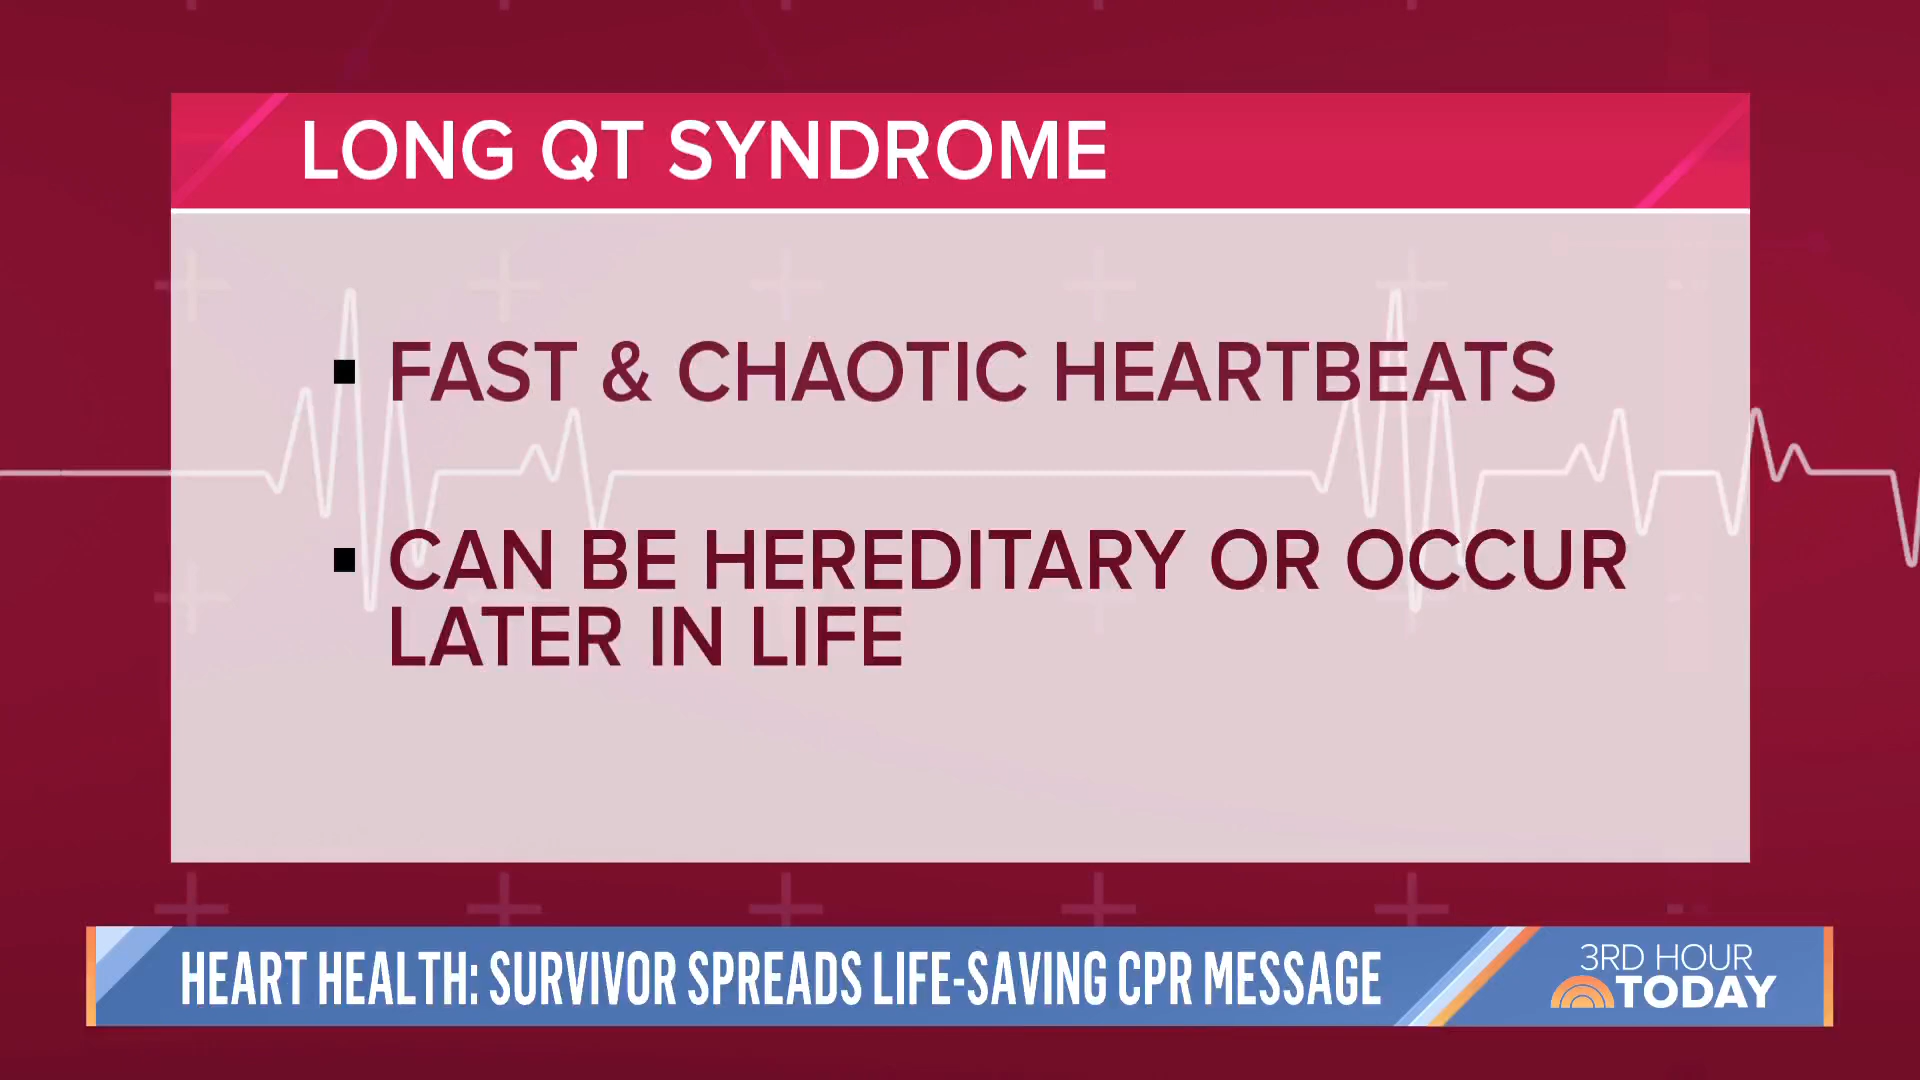 LONG QT SYNDROME
▪ FAST & CHAOTIC HEARTBEATS
▪ CAN BE HEREDITARY OR OCCUR
LATER IN LIFE
HEART HEALTH: SURVIVOR SPREADS LIFE-SAVING CPR MESSAGE
3RD HOUR
TODAY